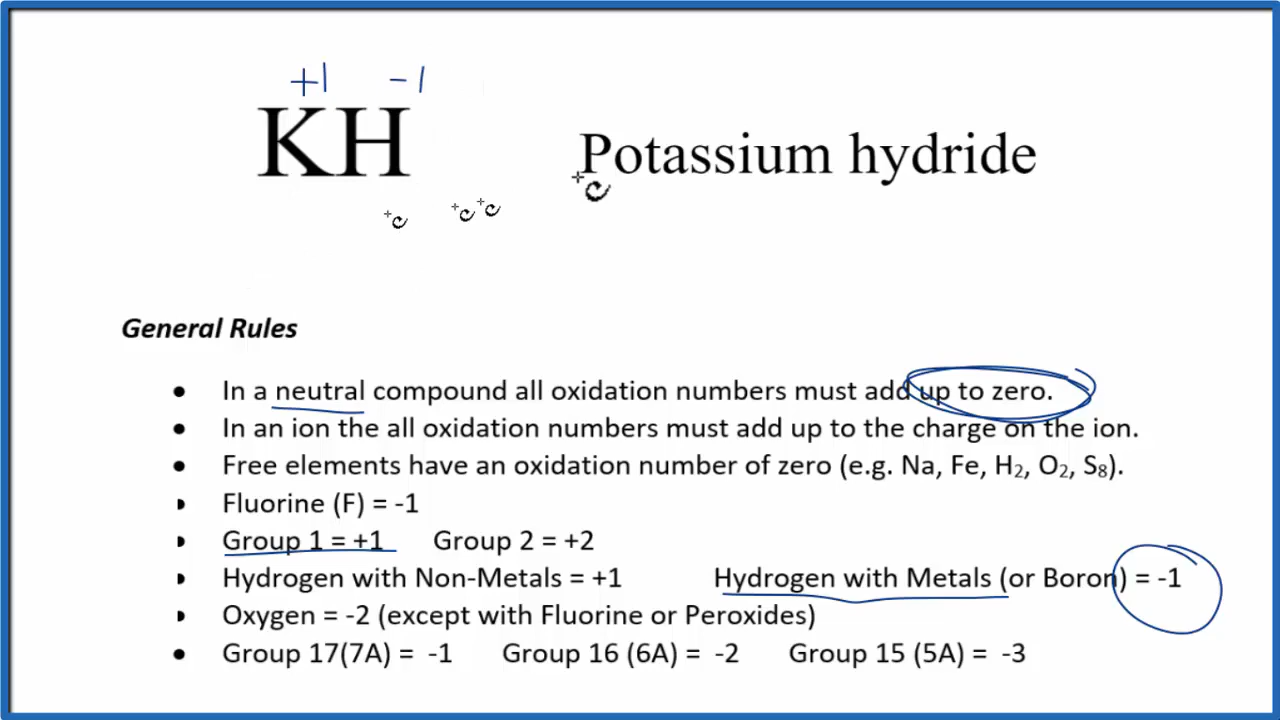 +1 -1
KH Potassium hydride
General Rules
• In a neutral compound all oxidation numbers must add up to zero.
• In an ion the all oxidation numbers must add up to the charge on the ion.
• Free elements have an oxidation number of zero (e.g. Na, Fe, H₂, O₂, S₈).
• Fluorine (F) = -1
• Group 1 = +1 Group 2 = +2
• Hydrogen with Non-Metals = +1 Hydrogen with Metals (or Boron) = -1
• Oxygen = -2 (except with Fluorine or Peroxides)
• Group 17(7A) = -1 Group 16 (6A) = -2 Group 15 (5A) = -3